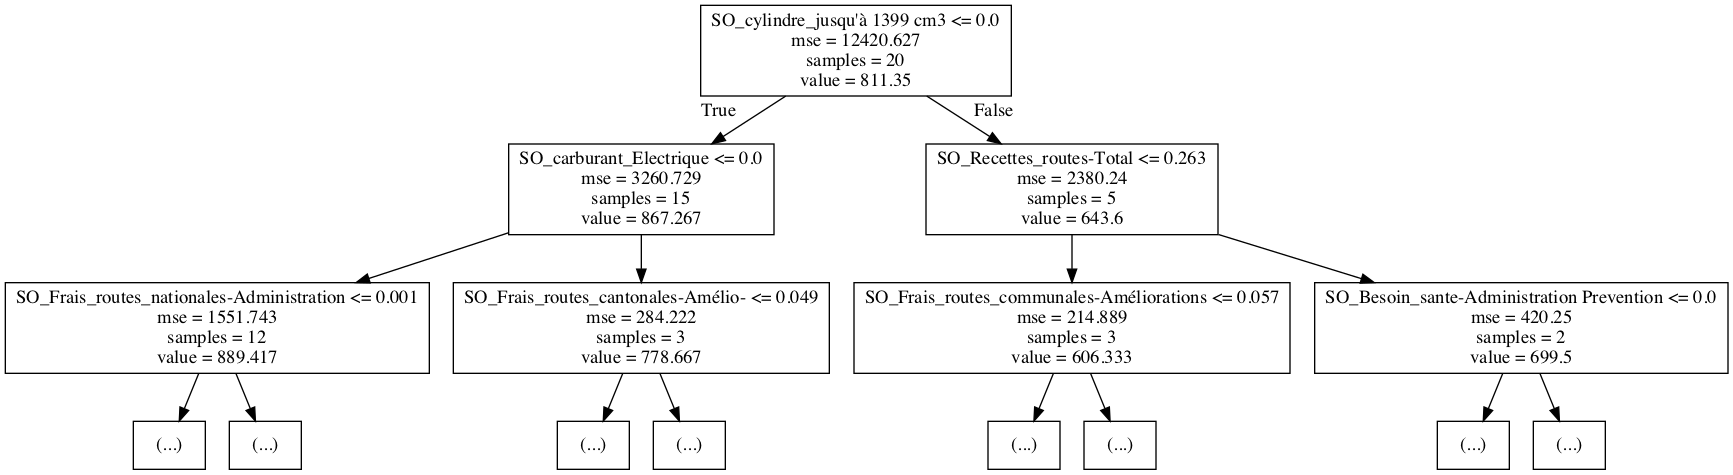 SO_cylindre_jusqu'à 1399 cm3 <= 0.0
mse = 12420.627
samples = 20
value = 811.35
True
False
SO_carburant_Electrique <= 0.0
mse = 3260.729
samples = 15
value = 867.267
SO_Recettes_routes-Total <= 0.263
mse = 2380.24
samples = 5
value = 643.6
SO_Frais_routes_nationales-Administration <= 0.001
mse = 1551.743
samples = 12
value = 889.417
SO_Frais_routes_cantonales-Amélio- <= 0.049
mse = 284.222
samples = 3
value = 778.667
SO_Frais_routes_communales-Améliorations <= 0.057
mse = 214.889
samples = 3
value = 606.333
SO_Besoin_sante-Administration Prevention <= 0.0
mse = 420.25
samples = 2
value = 699.5
(...)
(...)
(...)
(...)
(...)
(...)
(...)
(...)